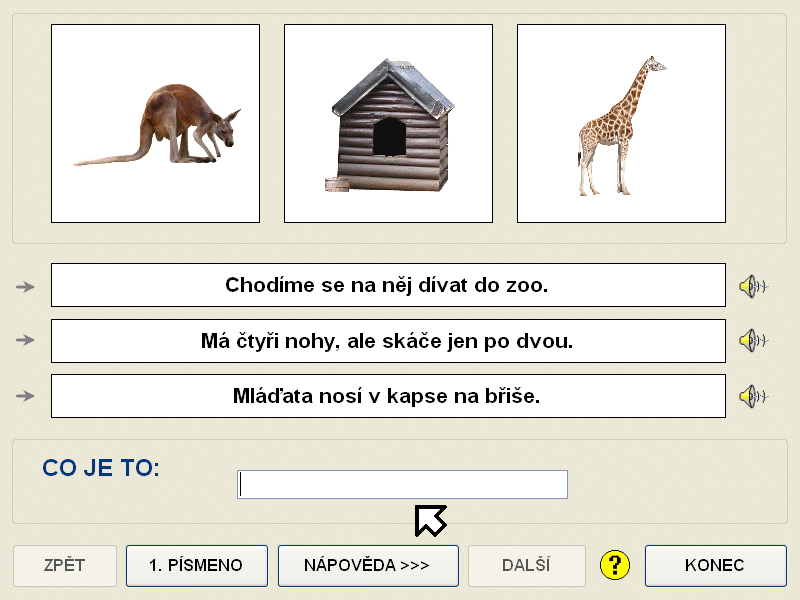 Chodíme se na něj dívat do zoo.
Má čtyři nohy, ale skáče jen po dvou.
Mláďata nosí v kapse na břiše.
CO JE TO:
ZPĚT
1. PÍSMENO
NÁPOVĚDA >>>
DALŠÍ
?
KONEC